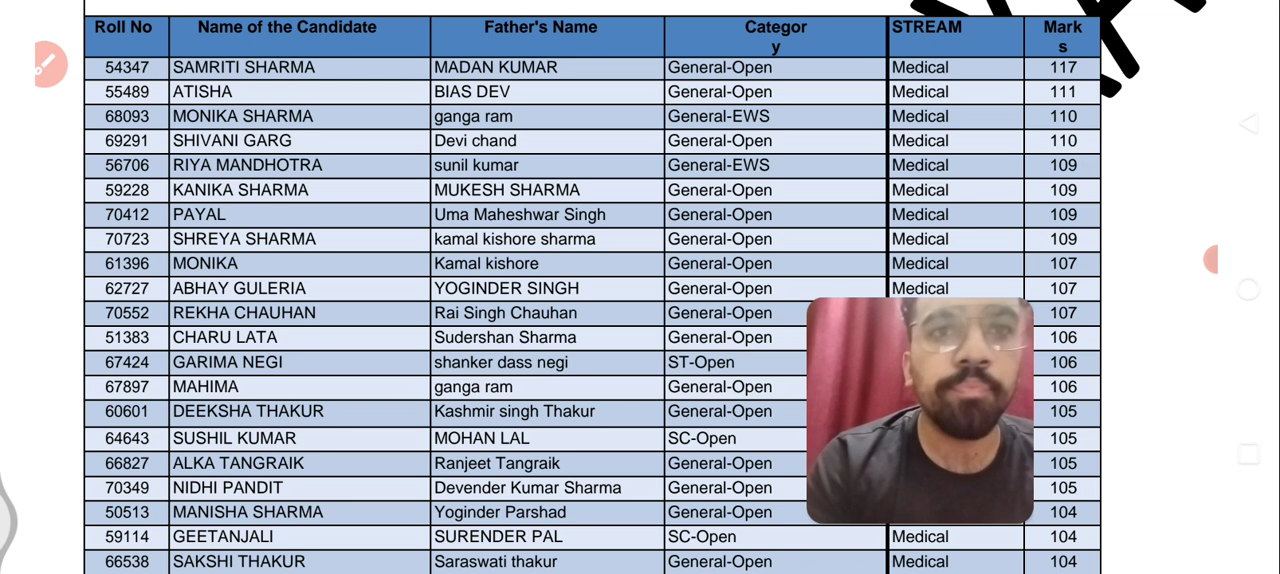 Roll No Name of the Candidate Father's Name Categor
y STREAM Mark
s
54347 SAMRITI SHARMA MADAN KUMAR General-Open Medical 117
55489 ATISHA BIAS DEV General-Open Medical 111
68093 MONIKA SHARMA ganga ram General-EWS Medical 110
69291 SHIVANI GARG Devi chand General-Open Medical 110
56706 RIYA MANDHOTRA sunil kumar General-EWS Medical 109
59228 KANIKA SHARMA MUKESH SHARMA General-Open Medical 109
70412 PAYAL Uma Maheshwar Singh General-Open Medical 109
70723 SHREYA SHARMA kamal kishore sharma General-Open Medical 109
61396 MONIKA Kamal kishore General-Open Medical 107
62727 ABHAY GULERIA YOGINDER SINGH General-Open Medical 107
70552 REKHA CHAUHAN Rai Singh Chauhan General-Open 107
51383 CHARU LATA Sudershan Sharma General-Open 106
67424 GARIMA NEGI shanker dass negi ST-Open 106
67897 MAHIMA ganga ram General-Open 106
60601 DEEKSHA THAKUR Kashmir singh Thakur General-Open 105
64643 SUSHIL KUMAR MOHAN LAL SC-Open 105
66827 ALKA TANGRAIK Ranjeet Tangraik General-Open 105
70349 NIDHI PANDIT Devender Kumar Sharma General-Open 105
50513 MANISHA SHARMA Yoginder Parshad General-Open 104
59114 GEETANJALI SURENDER PAL SC-Open Medical 104
66538 SAKSHI THAKUR Saraswati thakur General-Open Medical 104